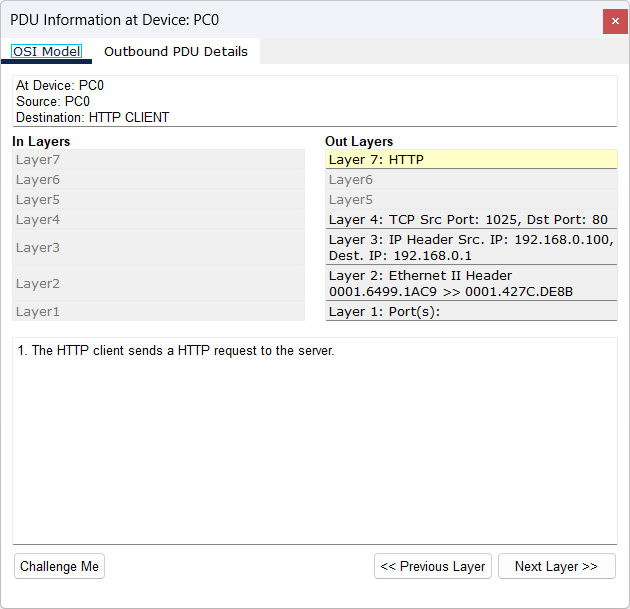 PDU Information at Device: PC0
×
OSI Model
Outbound PDU Details
At Device: PC0
Source: PC0
Destination: HTTP CLIENT
In Layers
Layer7
Layer6
Layer5
Layer4
Layer3
Layer2
Layer1
Out Layers
Layer 7: HTTP
Layer6
Layer5
Layer 4: TCP Src Port: 1025, Dst Port: 80
Layer 3: IP Header Src. IP: 192.168.0.100,
Dest. IP: 192.168.0.1
Layer 2: Ethernet II Header
0001.6499.1AC9 >> 0001.427C.DE8B
Layer 1: Port(s):
1. The HTTP client sends a HTTP request to the server.
Challenge Me
<< Previous Layer
Next Layer >>